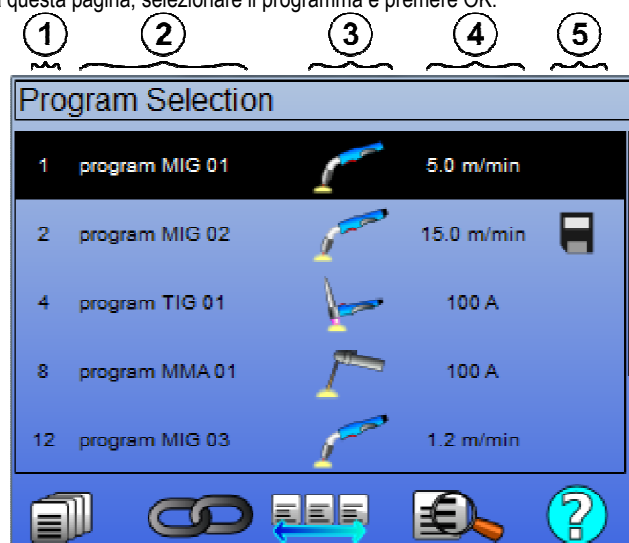 questa pagina, selezionare il programma e premere OK.
1 2 3 4 5
Program Selection
1 program MIG 01 5.0 m/min
2 program MIG 02 15.0 m/min
4 program TIG 01 100 A
8 program MMA 01 100 A
12 program MIG 03 1.2 m/min
?